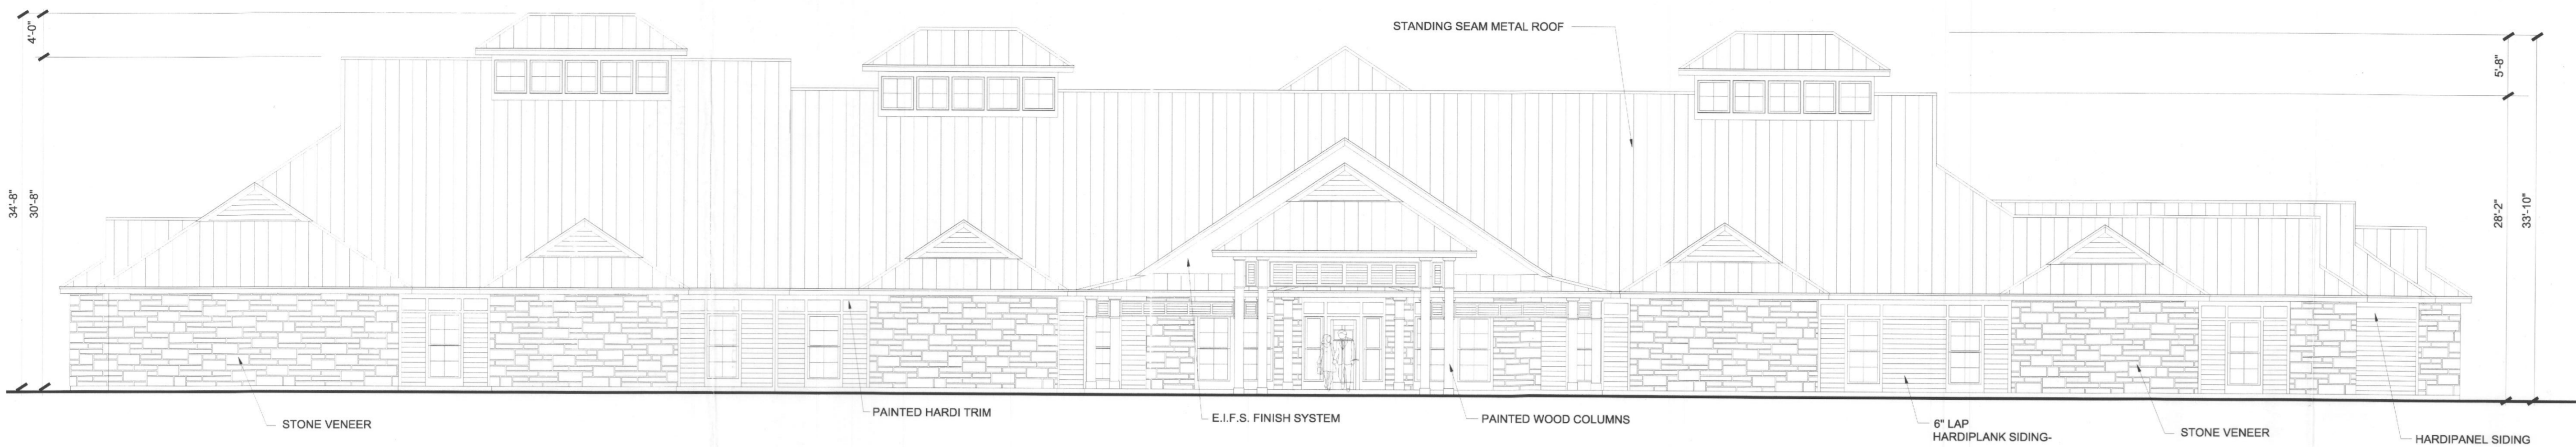 4'-0"
34'-8"
30'-8"
STANDING SEAM METAL ROOF
5'-8"
28'-2"
33'-10"
STONE VENEER
PAINTED HARDI TRIM
E.I.F.S. FINISH SYSTEM
PAINTED WOOD COLUMNS
6" LAP
HARDIPLANK SIDING-
STONE VENEER
HARDIPANEL SIDING